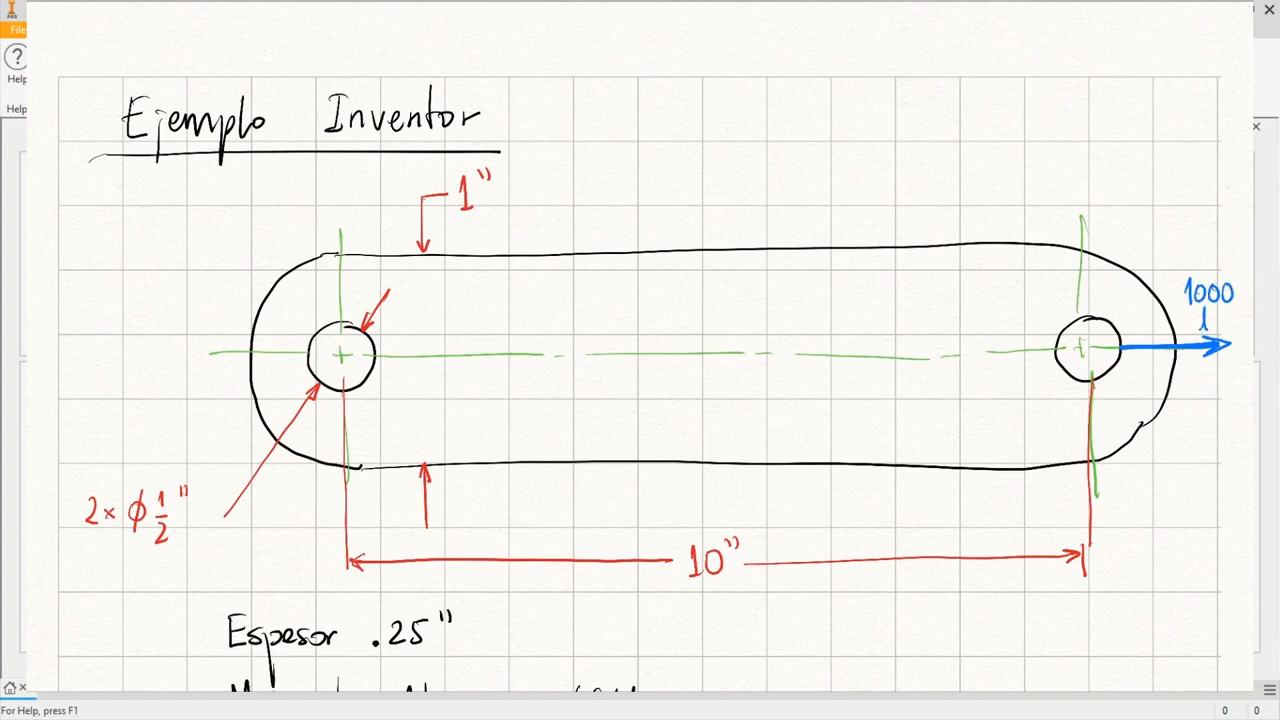 PRO
File
Help
Help
Ejemplo Inventor
1"
1000
2× ϕ 1/2"
10"
Espesor .25"
For Help, press F1
0 0